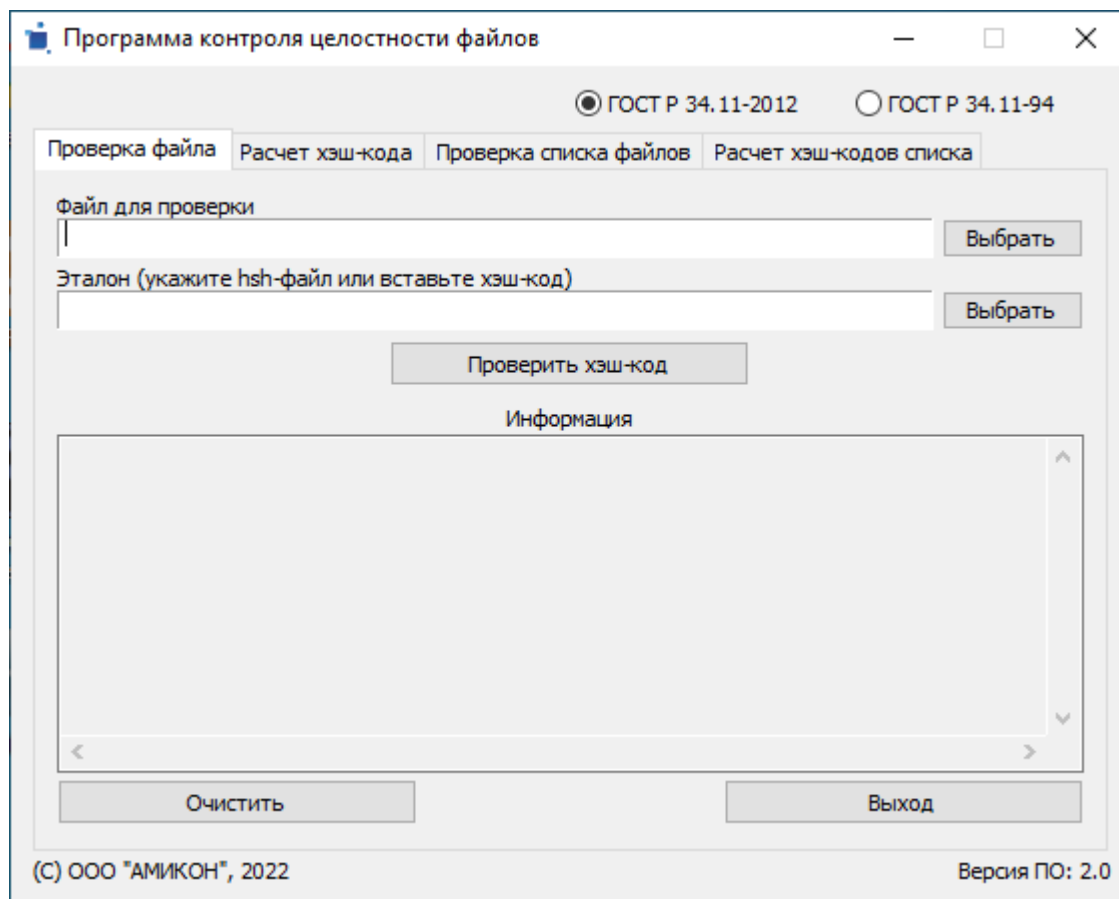 Программа контроля целостности файлов
ГОСТ Р 34.11-2012 ГОСТ Р 34.11-94
Проверка файла Расчет хэш-кода Проверка списка файлов Расчет хэш-кодов списка
Файл для проверки
Выбрать
Эталон (укажите hsh-файл или вставьте хэш-код)
Выбрать
Проверить хэш-код
Информация
Очистить Выход
(С) ООО "АМИКОН", 2022 Версия ПО: 2.0